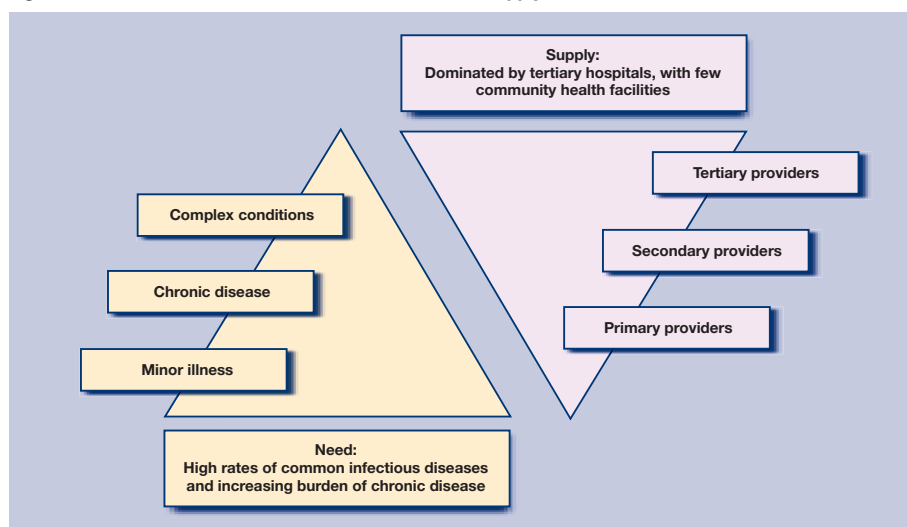 Supply:
Dominated by tertiary hospitals, with few
community health facilities
Tertiary providers
Complex conditions
Secondary providers
Chronic disease
Primary providers
Minor illness
Need:
High rates of common infectious diseases
and increasing burden of chronic disease